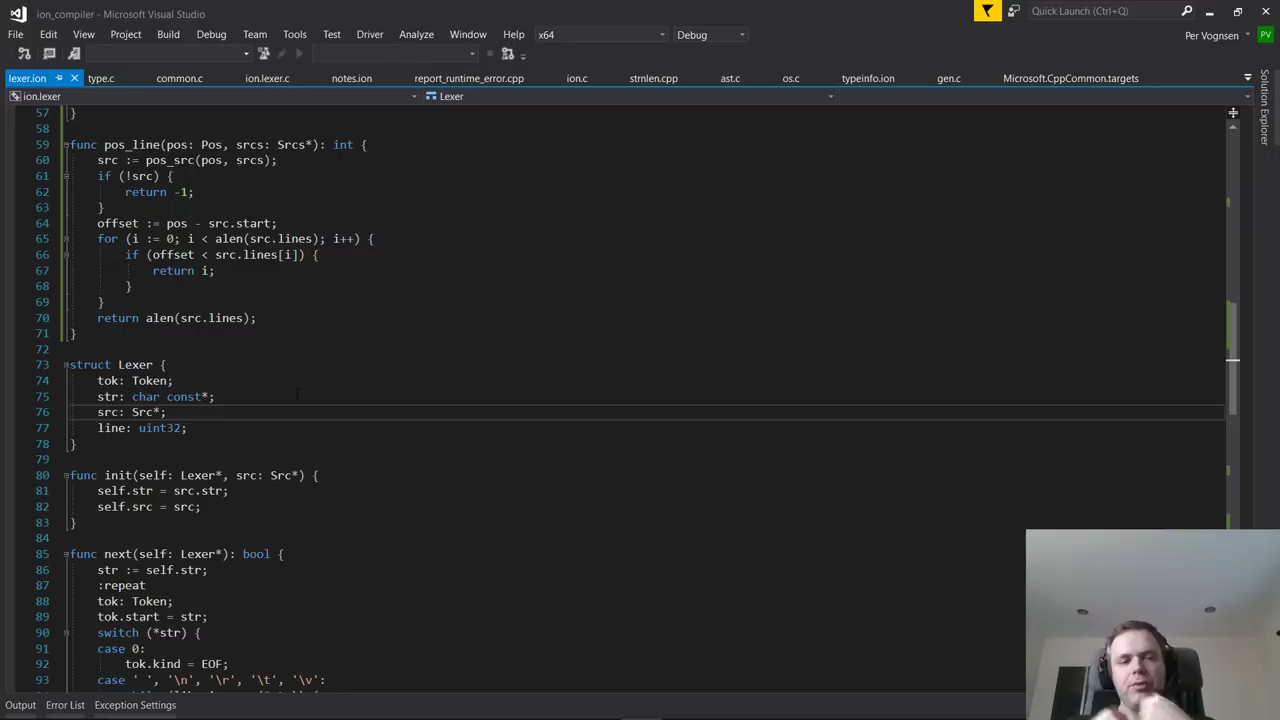 ion_compiler - Microsoft Visual Studio
Quick Launch (Ctrl+Q)
File Edit View Project Build Debug Team Tools Test Driver Analyze Window Help x64 Debug Per Vognsen PV
lexer.ion type.c common.c ion.lexer.c notes.ion report_runtime_error.cpp ion.c strnlen.cpp ast.c os.c typeinfo.ion gen.c Microsoft.CppCommon.targets
ion.lexer Lexer
Solution Explorer
57 }
58
59 func pos_line(pos: Pos, srcs: Srcs*): int {
60 src := pos_src(pos, srcs);
61 if (!src) {
62 return -1;
63 }
64 offset := pos - src.start;
65 for (i := 0; i < alen(src.lines); i++) {
66 if (offset < src.lines[i]) {
67 return i;
68 }
69 }
70 return alen(src.lines);
71 }
72
73 struct Lexer {
74 tok: Token;
75 str: char const*;
76 src: Src*;
77 line: uint32;
78 }
79
80 func init(self: Lexer*, src: Src*) {
81 self.str = src.str;
82 self.src = src;
83 }
84
85 func next(self: Lexer*): bool {
86 str := self.str;
87 :repeat
88 tok: Token;
89 tok.start = str;
90 switch (*str) {
91 case 0:
92 tok.kind = EOF;
93 case ' ', '\n', '\r', '\t', '\v':
Output Error List Exception Settings